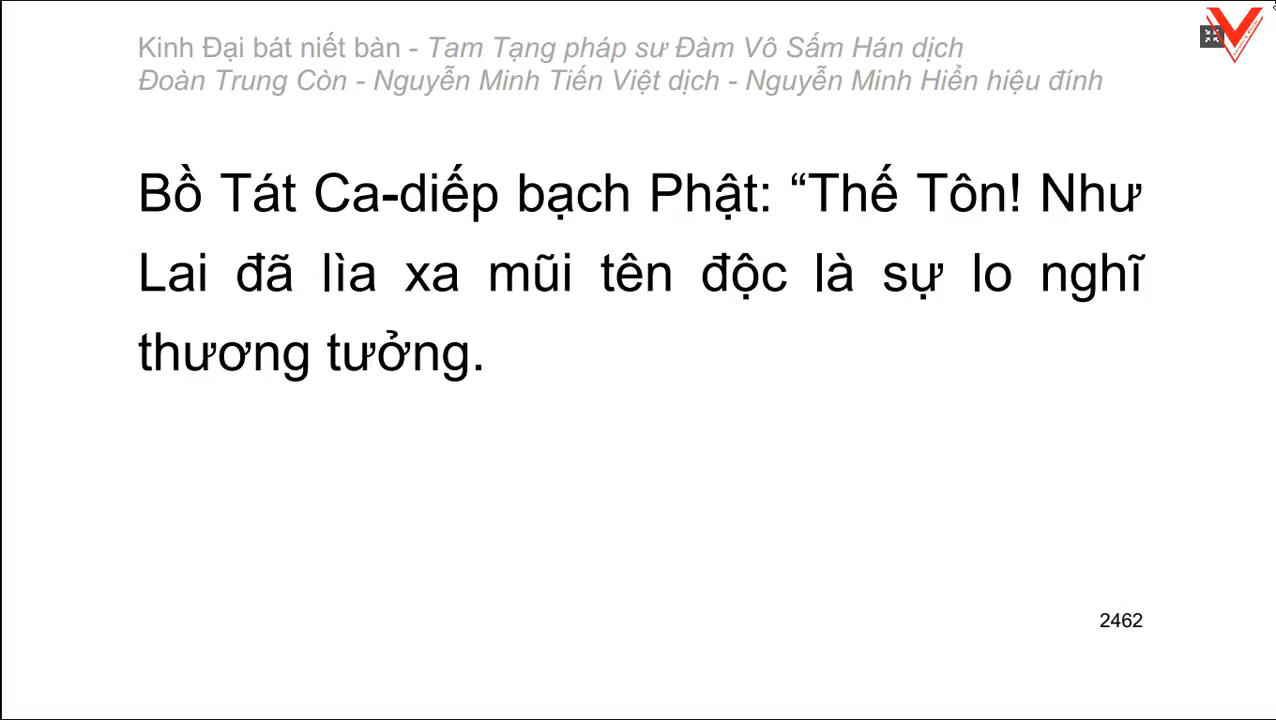 Kinh Đại bát niết bàn - Tam Tạng pháp sư Đàm Vô Sấm Hán dịch
Đoàn Trung Còn - Nguyễn Minh Tiến Việt dịch - Nguyễn Minh Hiển hiệu đính
Bồ Tát Ca-diếp bạch Phật: “Thế Tôn! Như
Lai đã lìa xa mũi tên độc là sự lo nghĩ
thương tưởng.
2462